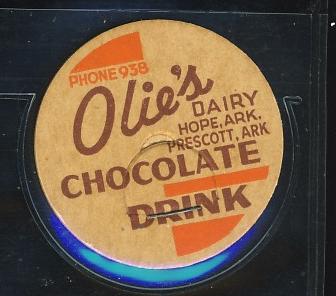 PHONE 938
Olie's
DAIRY
HOPE, ARK.
PRESCOTT, ARK
CHOCOLATE
DRINK